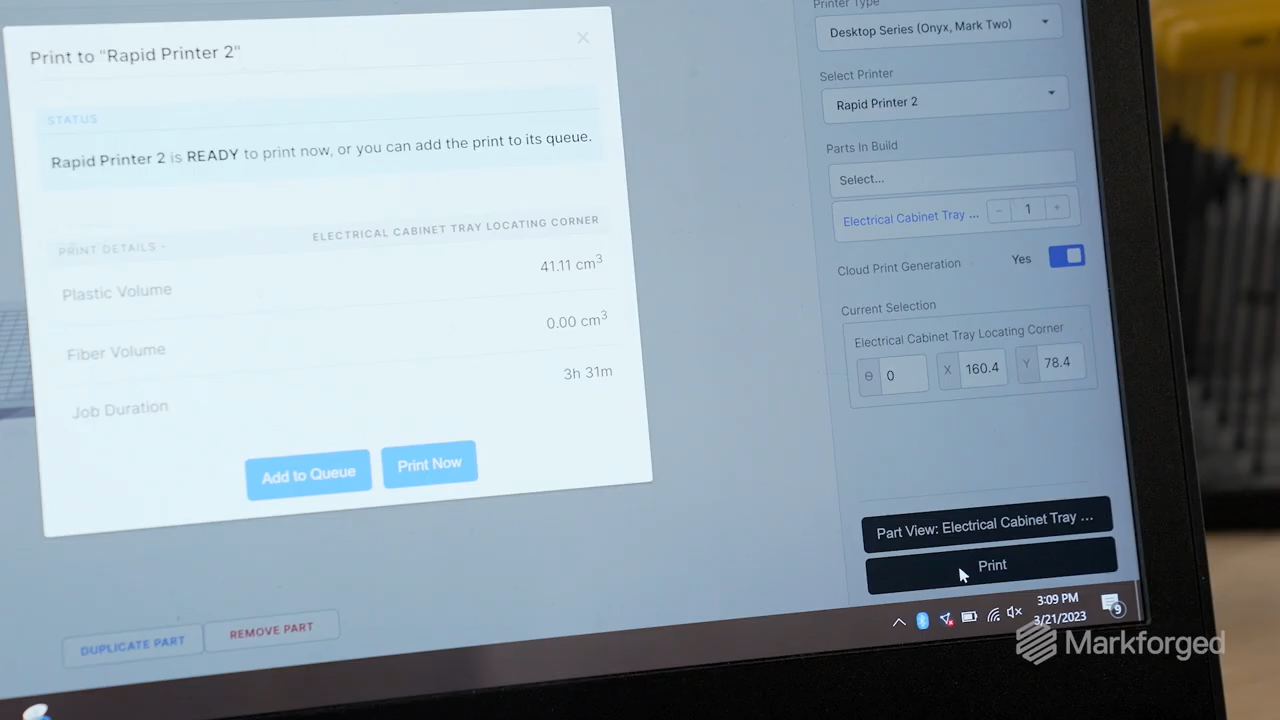 Print to "Rapid Printer 2"
STATUS
Rapid Printer 2 is READY to print now, or you can add the print to its queue.
PRINT DETAILS -
ELECTRICAL CABINET TRAY LOCATING CORNER
Plastic Volume
41.11 cm³
Fiber Volume
0.00 cm³
Job Duration
3h 31m
Add to Queue
Print Now
DUPLICATE PART
REMOVE PART
Printer Type
Desktop Series (Onyx, Mark Two)
Select Printer
Rapid Printer 2
Parts In Build
Select...
Electrical Cabinet Tray ...
- 1 +
Cloud Print Generation Yes
Current Selection
Electrical Cabinet Tray Locating Corner
Θ 0 X 160.4 Y 78.4
Part View: Electrical Cabinet Tray ...
Print
3:09 PM
3/21/2023
9
Markforged